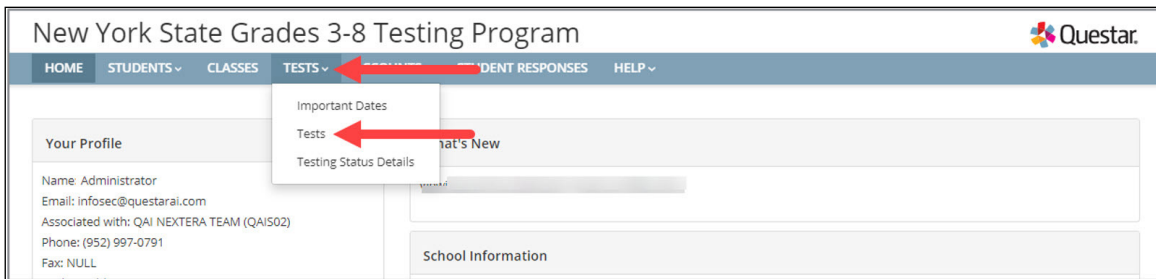 New York State Grades 3-8 Testing Program
Questar.
HOME STUDENTS CLASSES TESTS STUDENT RESPONSES HELP
Important Dates
Tests
Testing Status Details
Your Profile
Name: Administrator
Email: infosec@questarai.com
Associated with: QAI NEXTERA TEAM (QAIS02)
Phone: (952) 997-0791
Fax: NULL
What's New
School Information